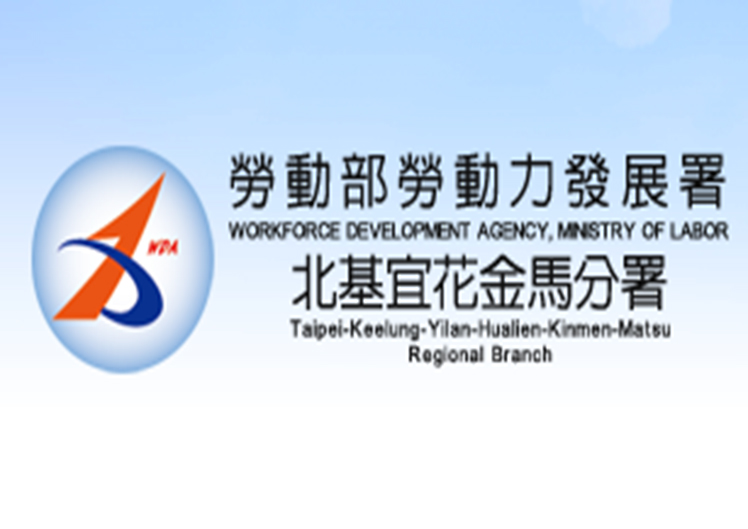 WDA
勞動部勞動力發展署
WORKFORCE DEVELOPMENT AGENCY, MINISTRY OF LABOR
北基宜花金馬分署
Taipei-Keelung-Yilan-Hualien-Kinmen-Matsu
Regional Branch